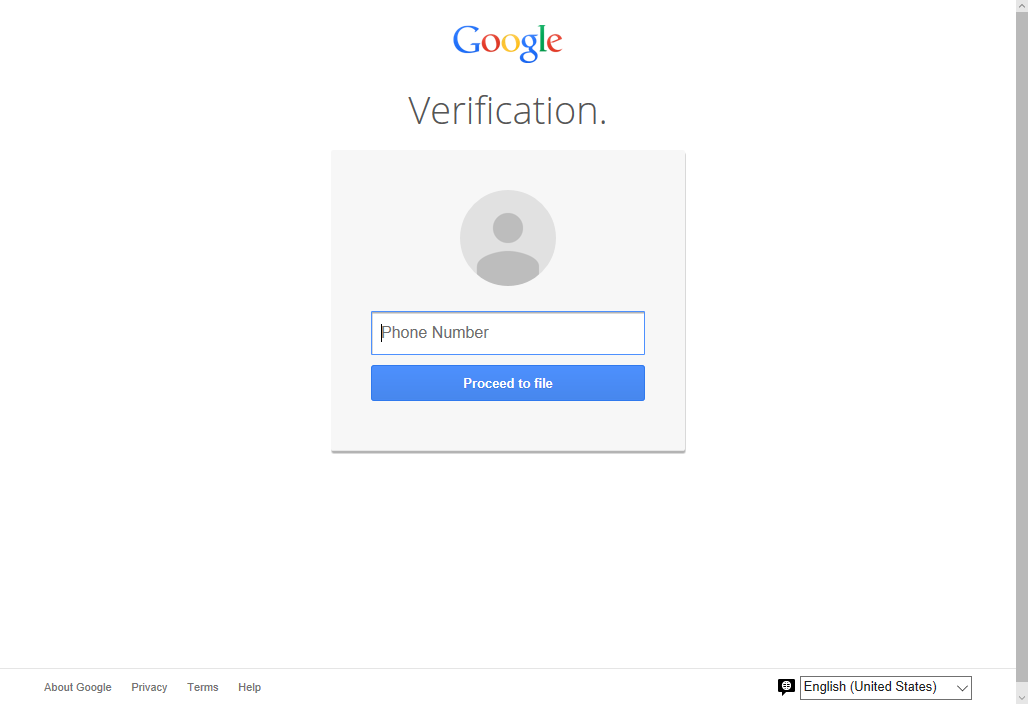 Google
Verification.
Phone Number
Proceed to file
About Google Privacy Terms Help English (United States)